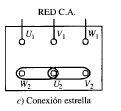 RED C.A.
U₁ V₁ W₁
W₂ U₂ V₂
c) Conexión estrella